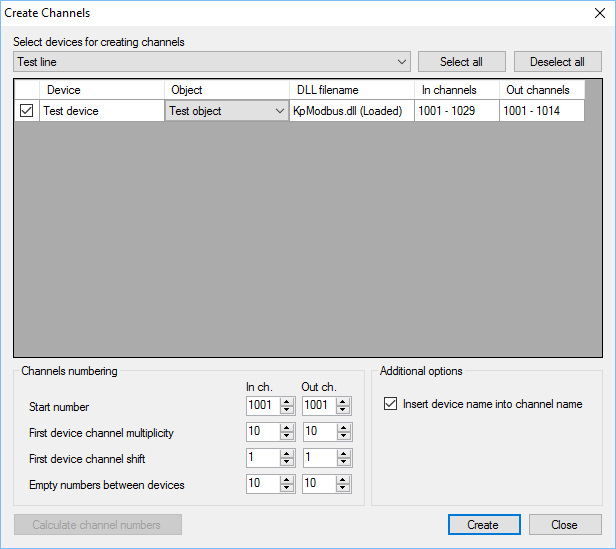 Create Channels
Select devices for creating channels
Test line
Select all
Deselect all
Device Object DLL filename In channels Out channels
Test device Test object KpModbus.dll (Loaded) 1001 - 1029 1001 - 1014
Channels numbering
In ch. Out ch.
Start number 1001 1001
First device channel multiplicity 10 10
First device channel shift 1 1
Empty numbers between devices 10 10
Additional options
Insert device name into channel name
Calculate channel numbers
Create
Close